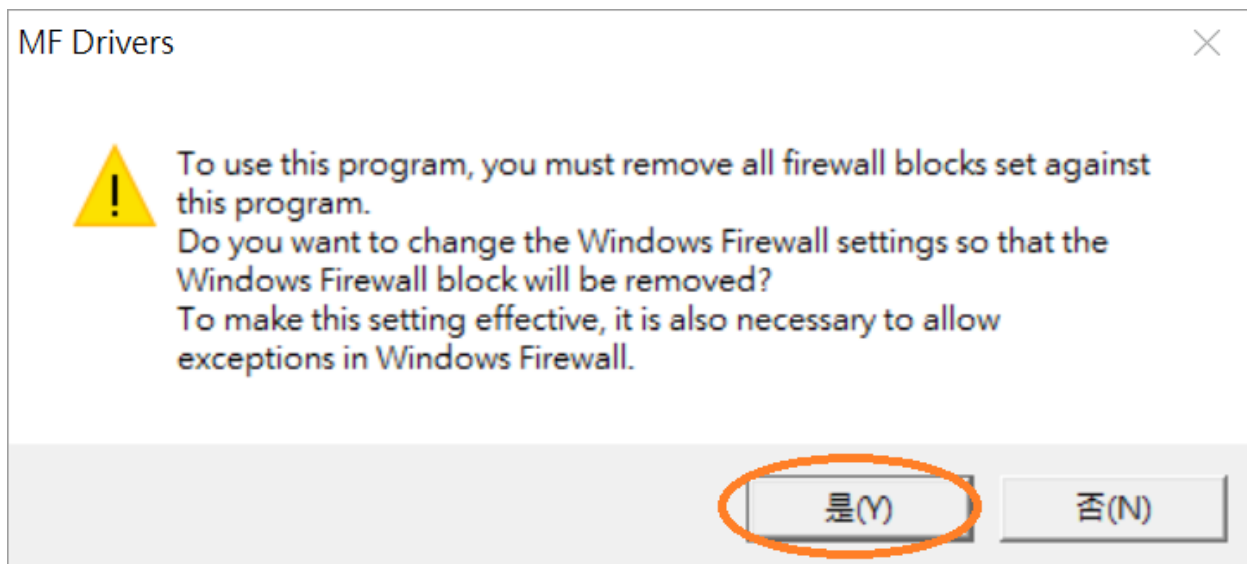 MF Drivers
To use this program, you must remove all firewall blocks set against
this program.
Do you want to change the Windows Firewall settings so that the
Windows Firewall block will be removed?
To make this setting effective, it is also necessary to allow
exceptions in Windows Firewall.
是(Y)
否(N)